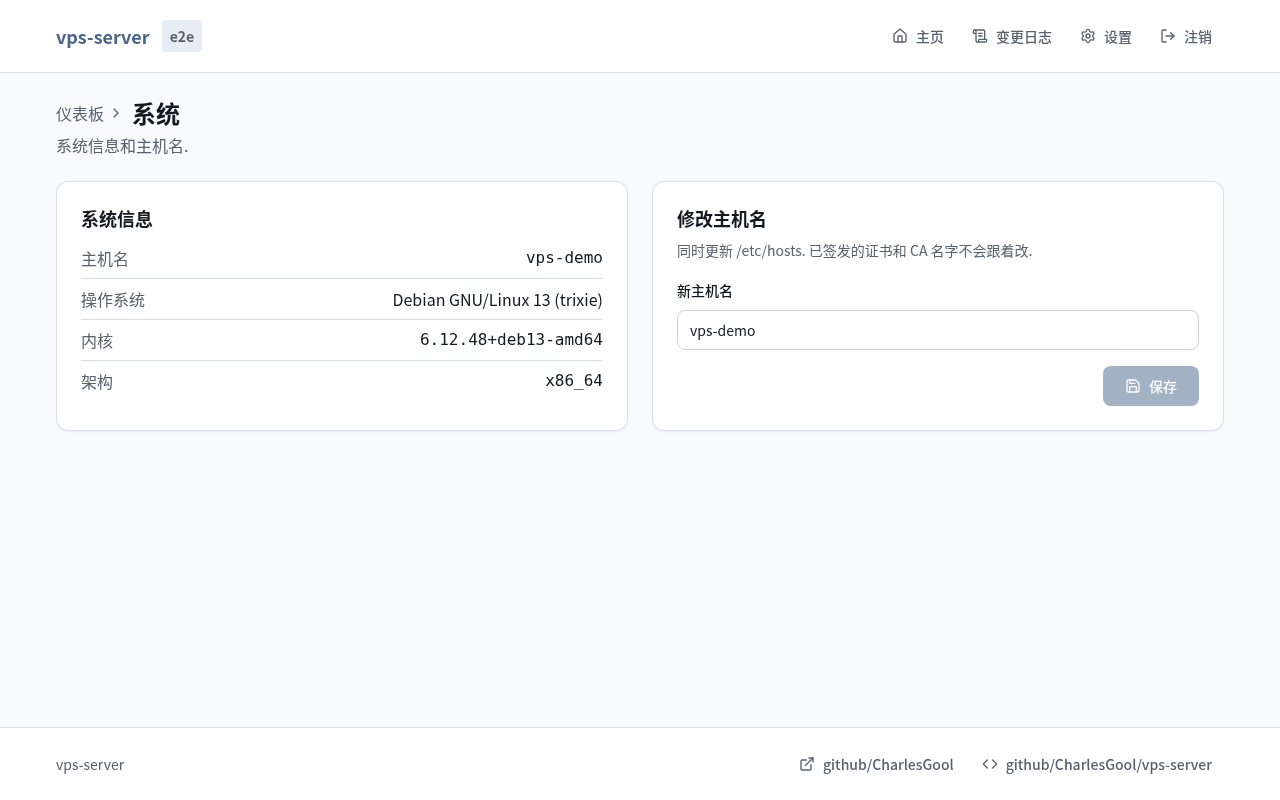 vps-server e2e 主页 变更日志 设置 注销
仪表板 系统
系统信息和主机名.
系统信息
主机名 vps-demo
操作系统 Debian GNU/Linux 13 (trixie)
内核 6.12.48+deb13-amd64
架构 x86_64
修改主机名
同时更新 /etc/hosts. 已签发的证书和 CA 名字不会跟着改.
新主机名
vps-demo
保存
vps-server github/CharlesGool github/CharlesGool/vps-server